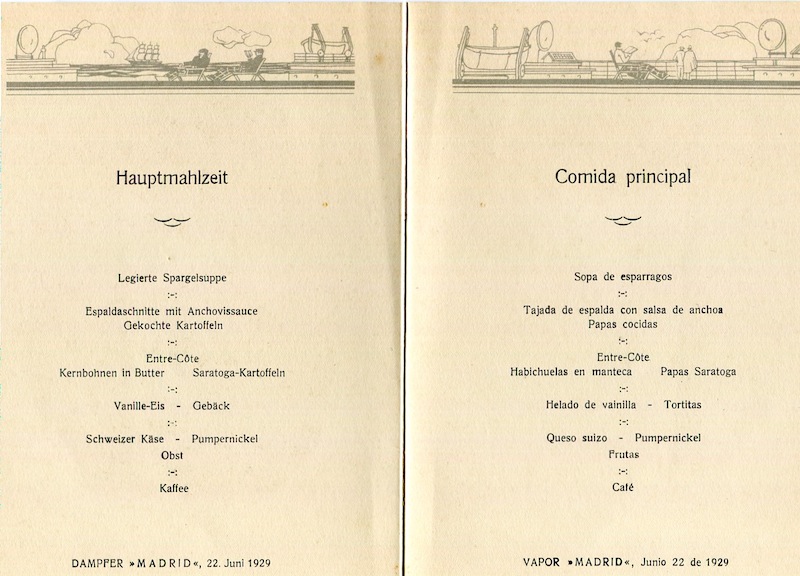 Hauptmahlzeit
Legierte Spargelsuppe
:-:
Espaldaschnitte mit Anchovissauce
Gekochte Kartoffeln
:-:
Entre-Côte
Kernbohnen in Butter Saratoga-Kartoffeln
:-:
Vanille-Eis - Gebäck
:-:
Schweizer Käse - Pumpernickel
Obst
:-:
Kaffee
DAMPFER »MADRID«, 22. Juni 1929
Comida principal
Sopa de esparragos
:-:
Tajada de espalda con salsa de anchoa
Papas cocidas
:-:
Entre-Côte
Habichuelas en manteca Papas Saratoga
:-:
Helado de vainilla - Tortitas
:-:
Queso suizo - Pumpernickel
Frutas
:-:
Café
VAPOR »MADRID«, Junio 22 de 1929